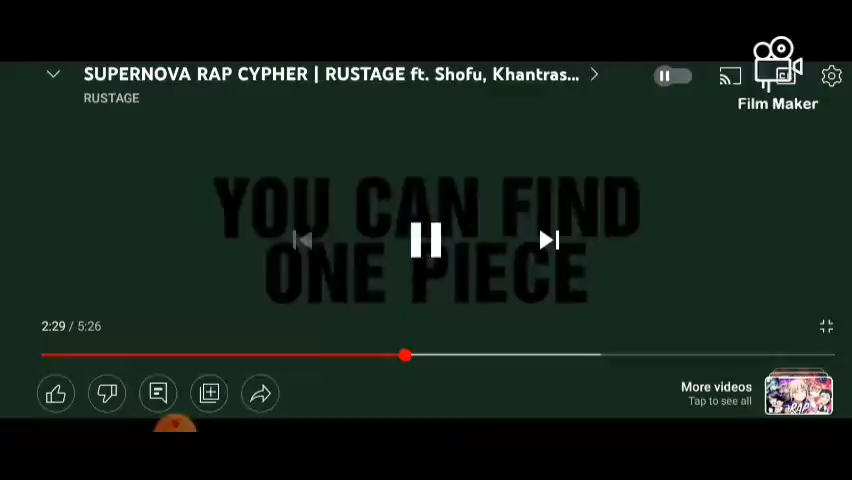 SUPERNOVA RAP CYPHER | RUSTAGE ft. Shofu, Khantras...
RUSTAGE
Film Maker
YOU CAN FIND
ONE PIECE
2:29 / 5:26
More videos
Tap to see all
RAP